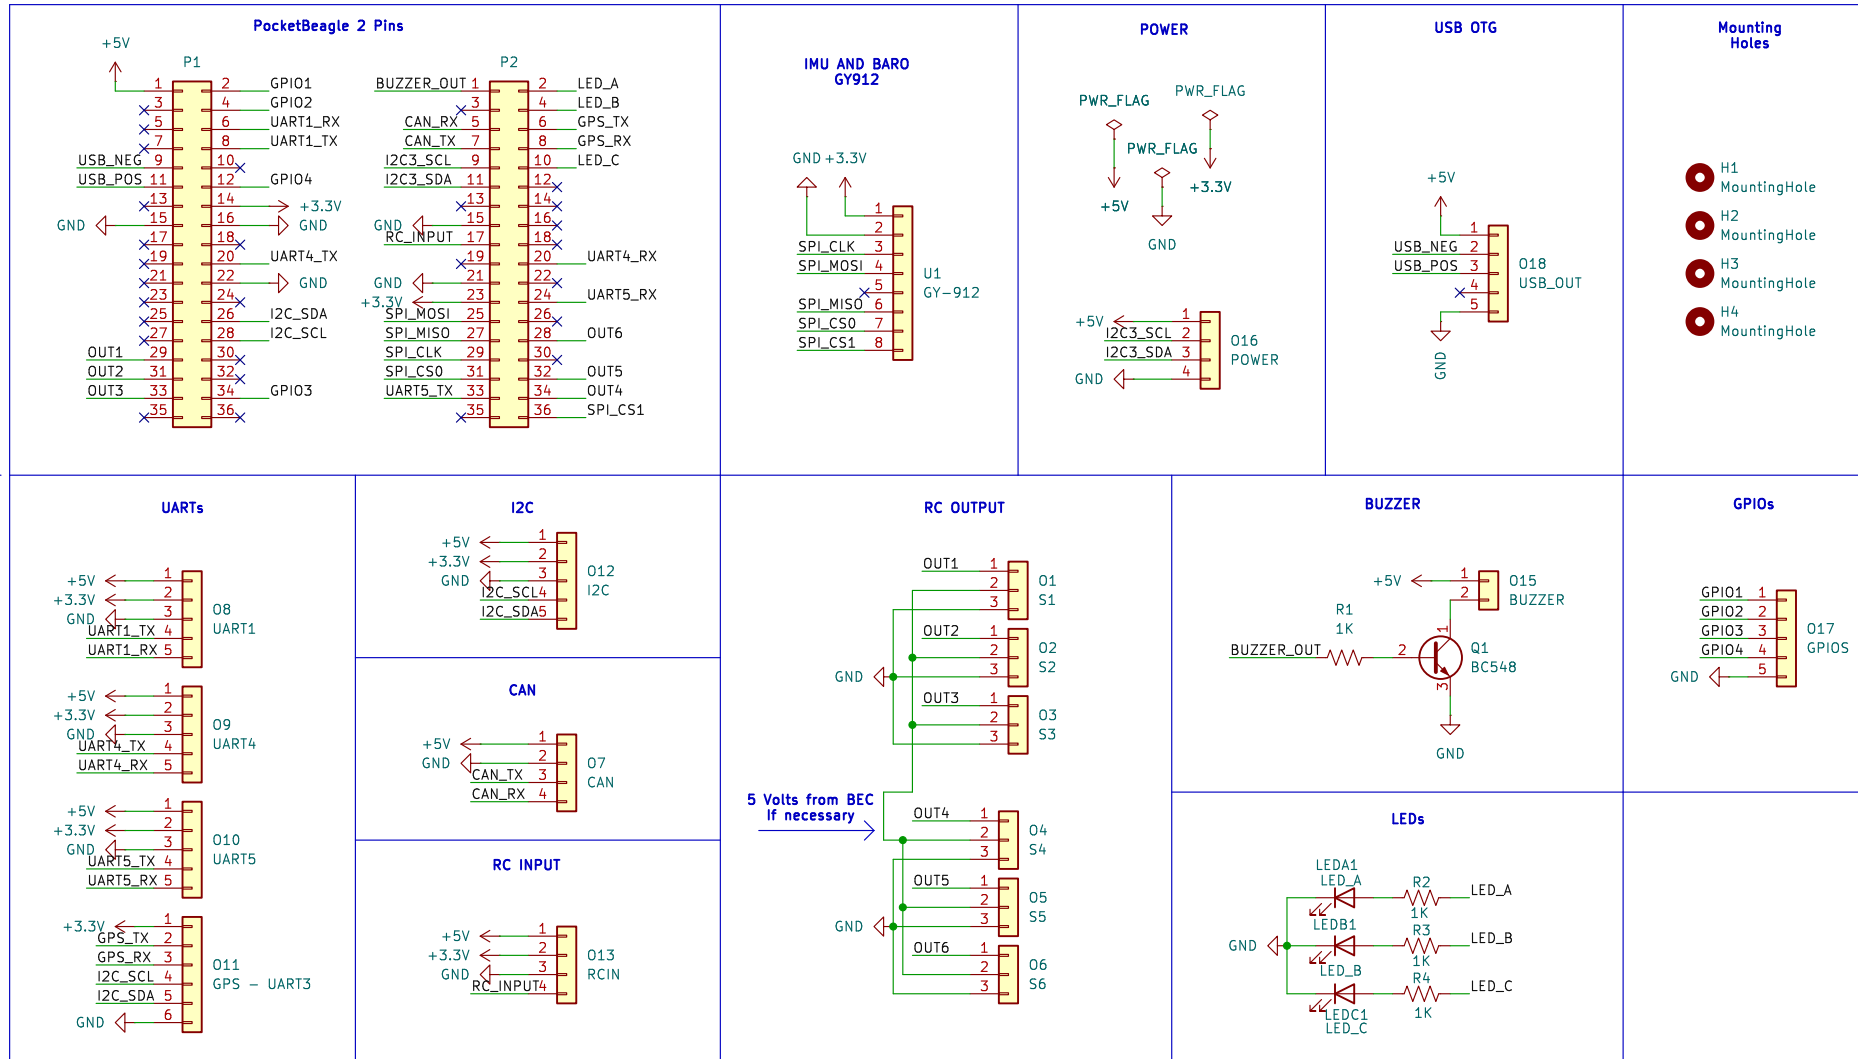 PocketBeagle 2 Pins
+5V
P1
1 2 GPIO1
3 4 GPIO2
5 6 UART1_RX
7 8 UART1_TX
USB_NEG 9 10
USB_POS 11 12 GPIO4
13 14 +3.3V
GND 15 16 GND
17 18
19 20 UART4_TX
21 22 GND
23 24
25 26 I2C_SDA
27 28 I2C_SCL
OUT1 29 30
OUT2 31 32
OUT3 33 34 GPIO3
35 36
P2
BUZZER_OUT 1 2 LED_A
3 4 LED_B
CAN_RX 5 6 GPS_TX
CAN_TX 7 8 GPS_RX
I2C3_SCL 9 10 LED_C
I2C3_SDA 11 12
13 14
GND 15 16
RC_INPUT 17 18
19 20 UART4_RX
GND 21 22
+3.3V 23 24 UART5_RX
SPI_MOSI 25 26
SPI_MISO 27 28 OUT6
SPI_CLK 29 30
SPI_CS0 31 32 OUT5
UART5_TX 33 34 OUT4
35 36 SPI_CS1
IMU AND BARO
GY912
GND +3.3V
1
2
SPI_CLK 3
SPI_MOSI 4
5
SPI_MISO 6
SPI_CS0 7
SPI_CS1 8
U1
GY-912
POWER
PWR_FLAG
+5V
PWR_FLAG
GND
PWR_FLAG
+3.3V
+5V 1
I2C3_SCL 2
I2C3_SDA 3
GND 4
O16
POWER
USB OTG
+5V
1
USB_NEG 2
USB_POS 3
4
5
GND
O18
USB_OUT
Mounting
Holes
H1
MountingHole
H2
MountingHole
H3
MountingHole
H4
MountingHole
UARTs
+5V 1
+3.3V 2
GND 3
UART1_TX 4
UART1_RX 5
O8
UART1
+5V 1
+3.3V 2
GND 3
UART4_TX 4
UART4_RX 5
O9
UART4
+5V 1
+3.3V 2
GND 3
UART5_TX 4
UART5_RX 5
O10
UART5
+3.3V 1
GPS_TX 2
GPS_RX 3
I2C_SCL 4
I2C_SDA 5
GND 6
O11
GPS - UART3
I2C
+5V 1
+3.3V 2
GND 3
I2C_SCL 4
I2C_SDA 5
O12
I2C
CAN
+5V 1
GND 2
CAN_TX 3
CAN_RX 4
O7
CAN
RC INPUT
+5V 1
+3.3V 2
GND 3
RC_INPUT 4
O13
RCIN
RC OUTPUT
OUT1 1
2
3
O1
S1
OUT2 1
2
GND 3
O2
S2
OUT3 1
2
3
O3
S3
5 Volts from BEC
If necessary
OUT4 1
2
3
O4
S4
OUT5 1
2
GND 3
O5
S5
OUT6 1
2
3
O6
S6
BUZZER
+5V 1
2
O15
BUZZER
R1
1K
BUZZER_OUT
1
2
3
Q1
BC548
GND
GPIOs
GPIO1 1
GPIO2 2
GPIO3 3
GPIO4 4
GND 5
O17
GPIOS
LEDs
LEDA1
LED_A
R2
1K
LED_A
LEDB1
LED_B
R3
1K
LED_B
GND
LEDC1
LED_C
R4
1K
LED_C